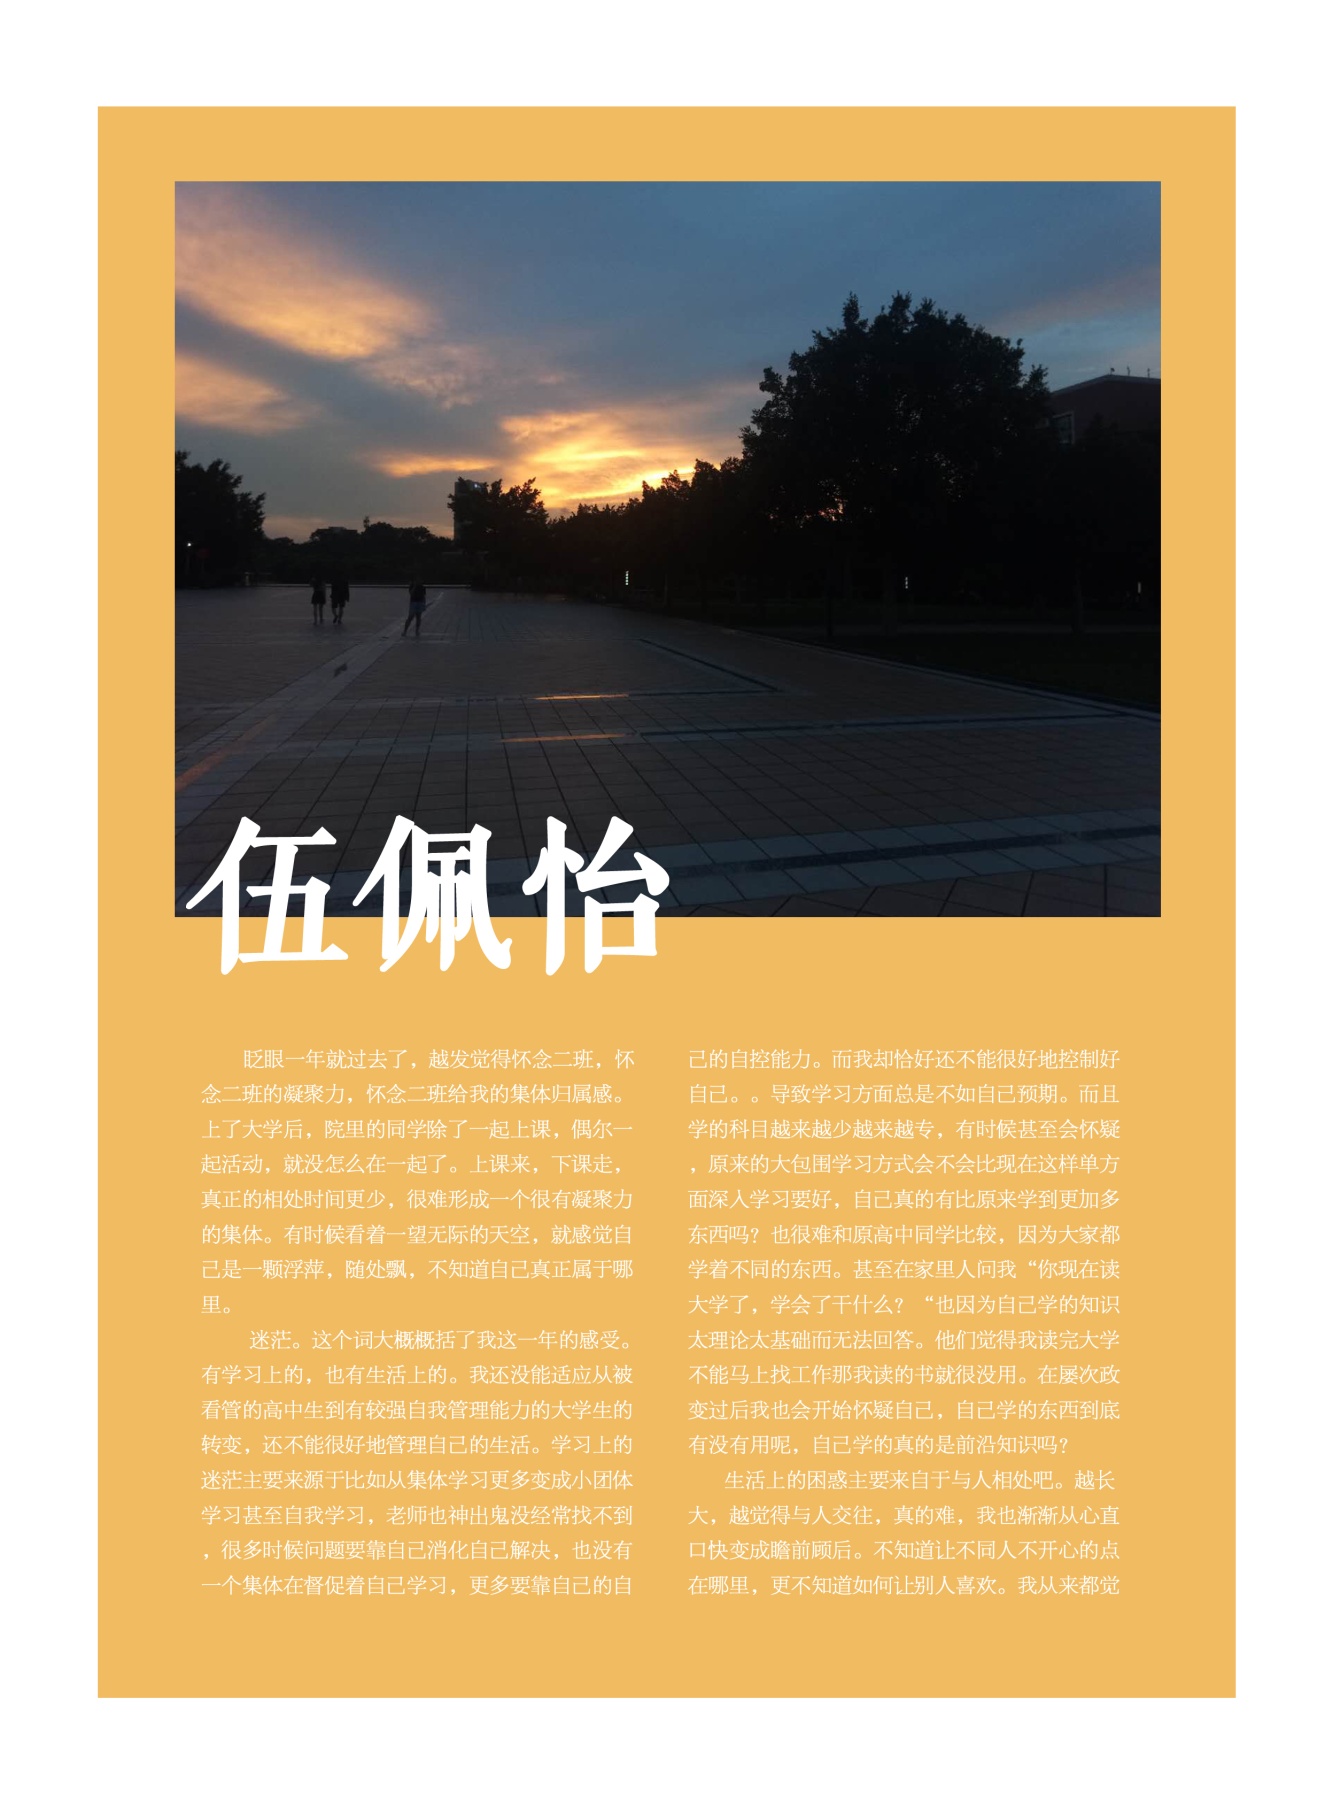 伍佩怡
眨眼一年就过去了，越发觉得怀念二班，怀
念二班的凝聚力，怀念二班给我的集体归属感。
上了大学后，院里的同学除了一起上课，偶尔一
起活动，就没怎么在一起了。上课来，下课走，
真正的相处时间更少，很难形成一个很有凝聚力
的集体。有时候看着一望无际的天空，就感觉自
己是一颗浮萍，随处飘，不知道自己真正属于哪
里。
迷茫。这个词大概概括了我这一年的感受。
有学习上的，也有生活上的。我还没能适应从被
看管的高中生到有较强自我管理能力的大学生的
转变，还不能很好地管理自己的生活。学习上的
迷茫主要来源于比如从集体学习更多变成小团体
学习甚至自我学习，老师也神出鬼没经常找不到
，很多时候问题要靠自己消化自己解决，也没有
一个集体在督促着自己学习，更多要靠自己的自
己的自控能力。而我却恰好还不能很好地控制好
自己。。导致学习方面总是不如自己预期。而且
学的科目越来越少越来越专，有时候甚至会怀疑
，原来的大包围学习方式会不会比现在这样单方
面深入学习要好，自己真的有比原来学到更加多
东西吗？也很难和原高中同学比较，因为大家都
学着不同的东西。甚至在家里人问我“你现在读
大学了，学会了干什么？“也因为自己学的知识
太理论太基础而无法回答。他们觉得我读完大学
不能马上找工作那我读的书就很没用。在屡次政
变过后我也会开始怀疑自己，自己学的东西到底
有没有用呢，自己学的真的是前沿知识吗？
生活上的困惑主要来自于与人相处吧。越长
大，越觉得与人交往，真的难，我也渐渐从心直
口快变成瞻前顾后。不知道让不同人不开心的点
在哪里，更不知道如何让别人喜欢。我从来都觉